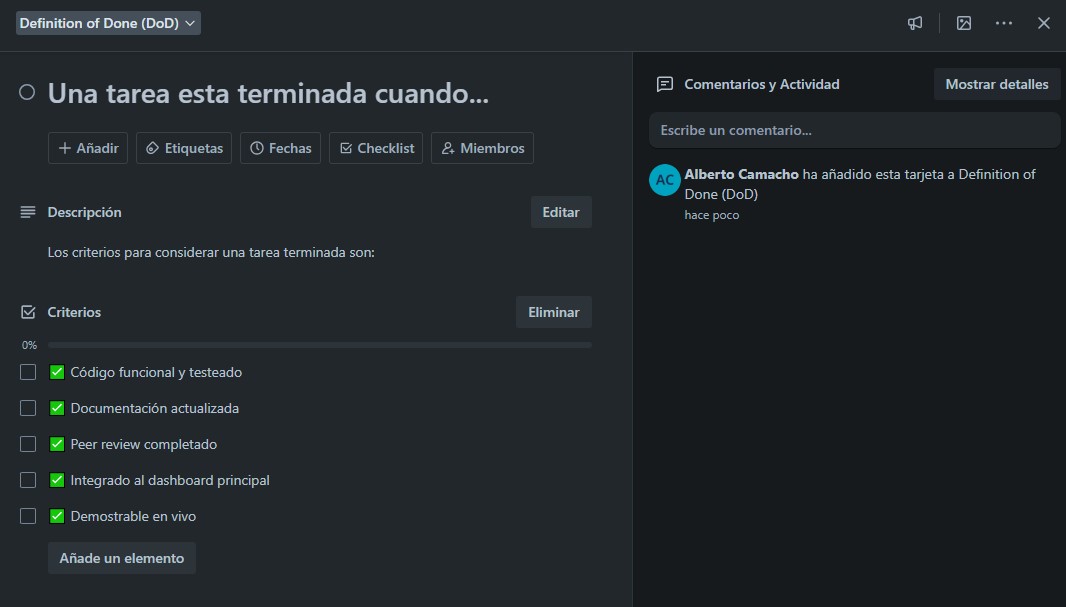 Definition of Done (DoD)
Una tarea esta terminada cuando...
Añadir
Etiquetas
Fechas
Checklist
Miembros
Descripción
Editar
Los criterios para considerar una tarea terminada son:
Criterios
Eliminar
0%
Código funcional y testeado
Documentación actualizada
Peer review completado
Integrado al dashboard principal
Demostrable en vivo
Añade un elemento
Comentarios y Actividad
Mostrar detalles
Escribe un comentario...
AC
Alberto Camacho ha añadido esta tarjeta a Definition of
Done (DoD)
hace poco